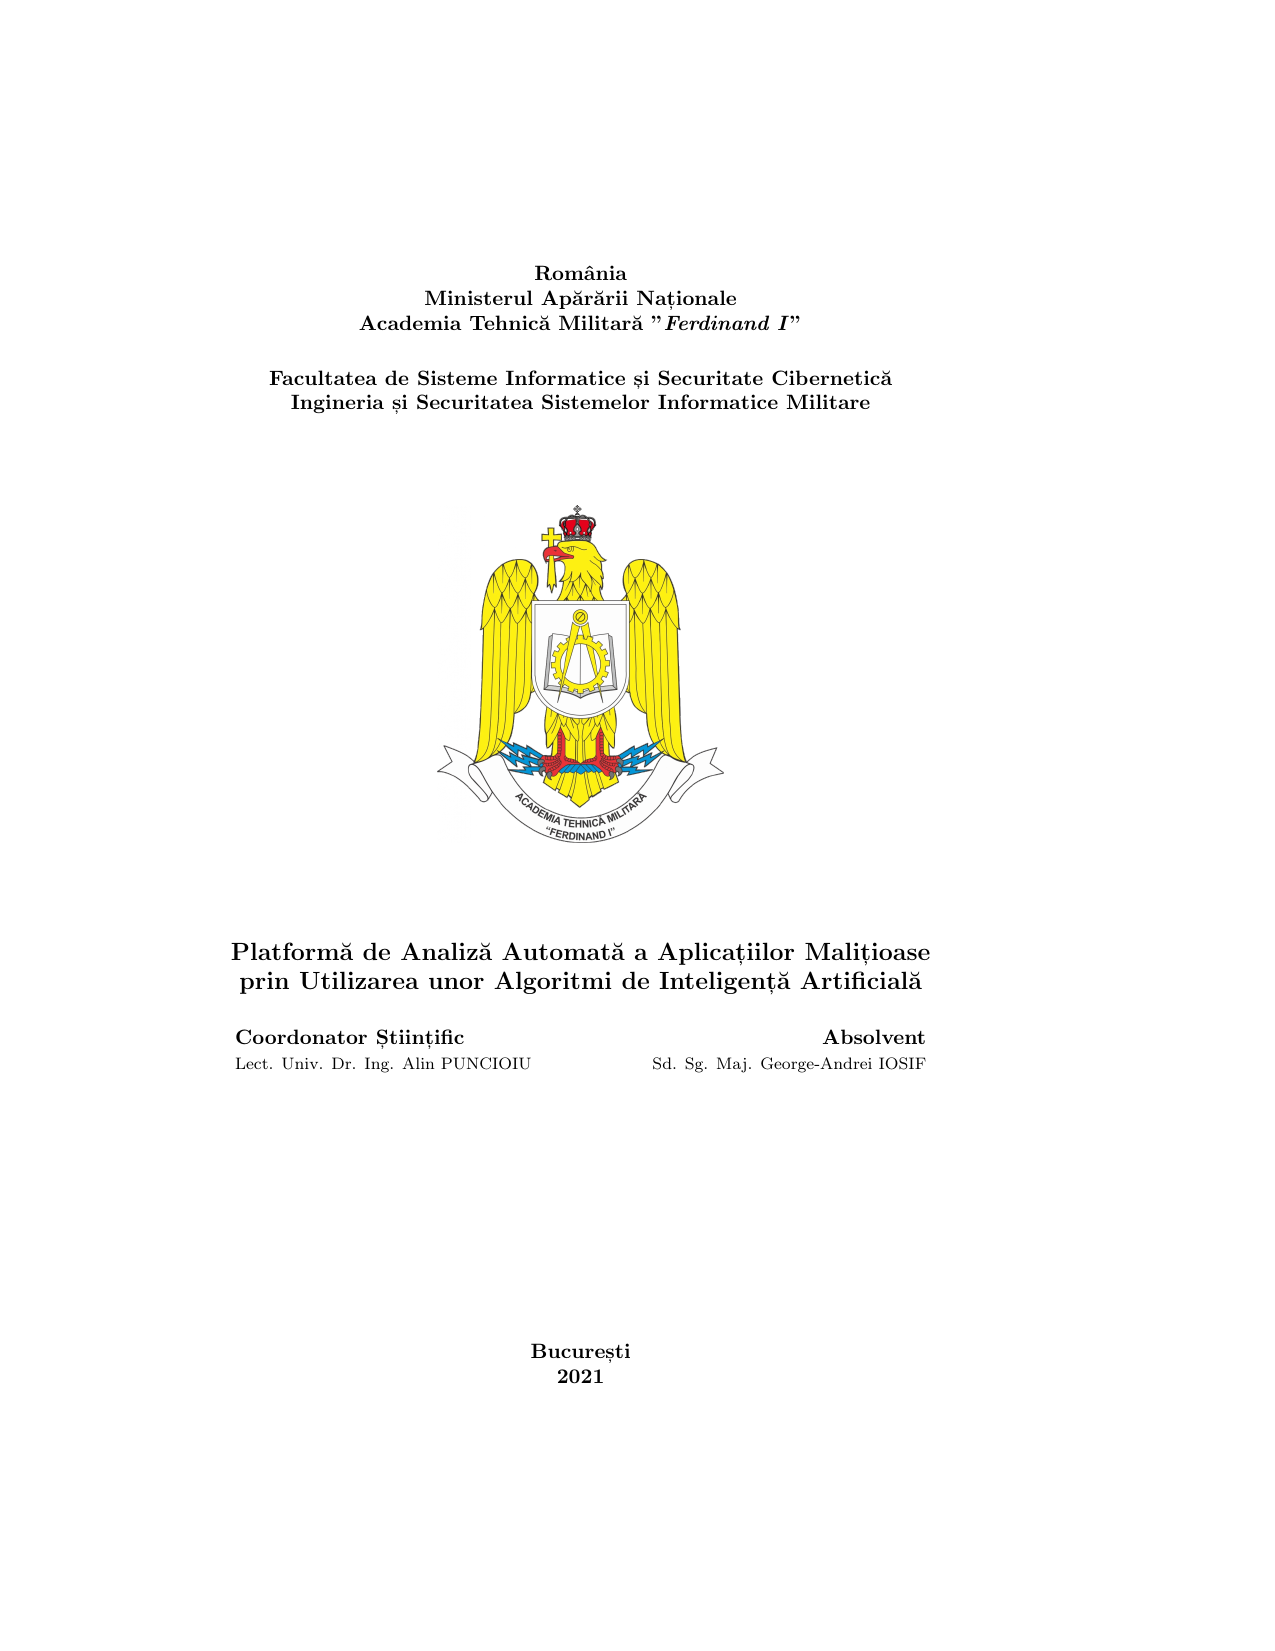 România
Ministerul Apărării Naționale
Academia Tehnică Militară ”Ferdinand I”
Facultatea de Sisteme Informatice și Securitate Cibernetică
Ingineria și Securitatea Sistemelor Informatice Militare
ACADEMIA TEHNICĂ MILITARĂ
“FERDINAND I”
Platformă de Analiză Automată a Aplicațiilor Malițioase
prin Utilizarea unor Algoritmi de Inteligență Artificială
Coordonator Științific
Lect. Univ. Dr. Ing. Alin PUNCIOIU
Absolvent
Sd. Sg. Maj. George-Andrei IOSIF
București
2021